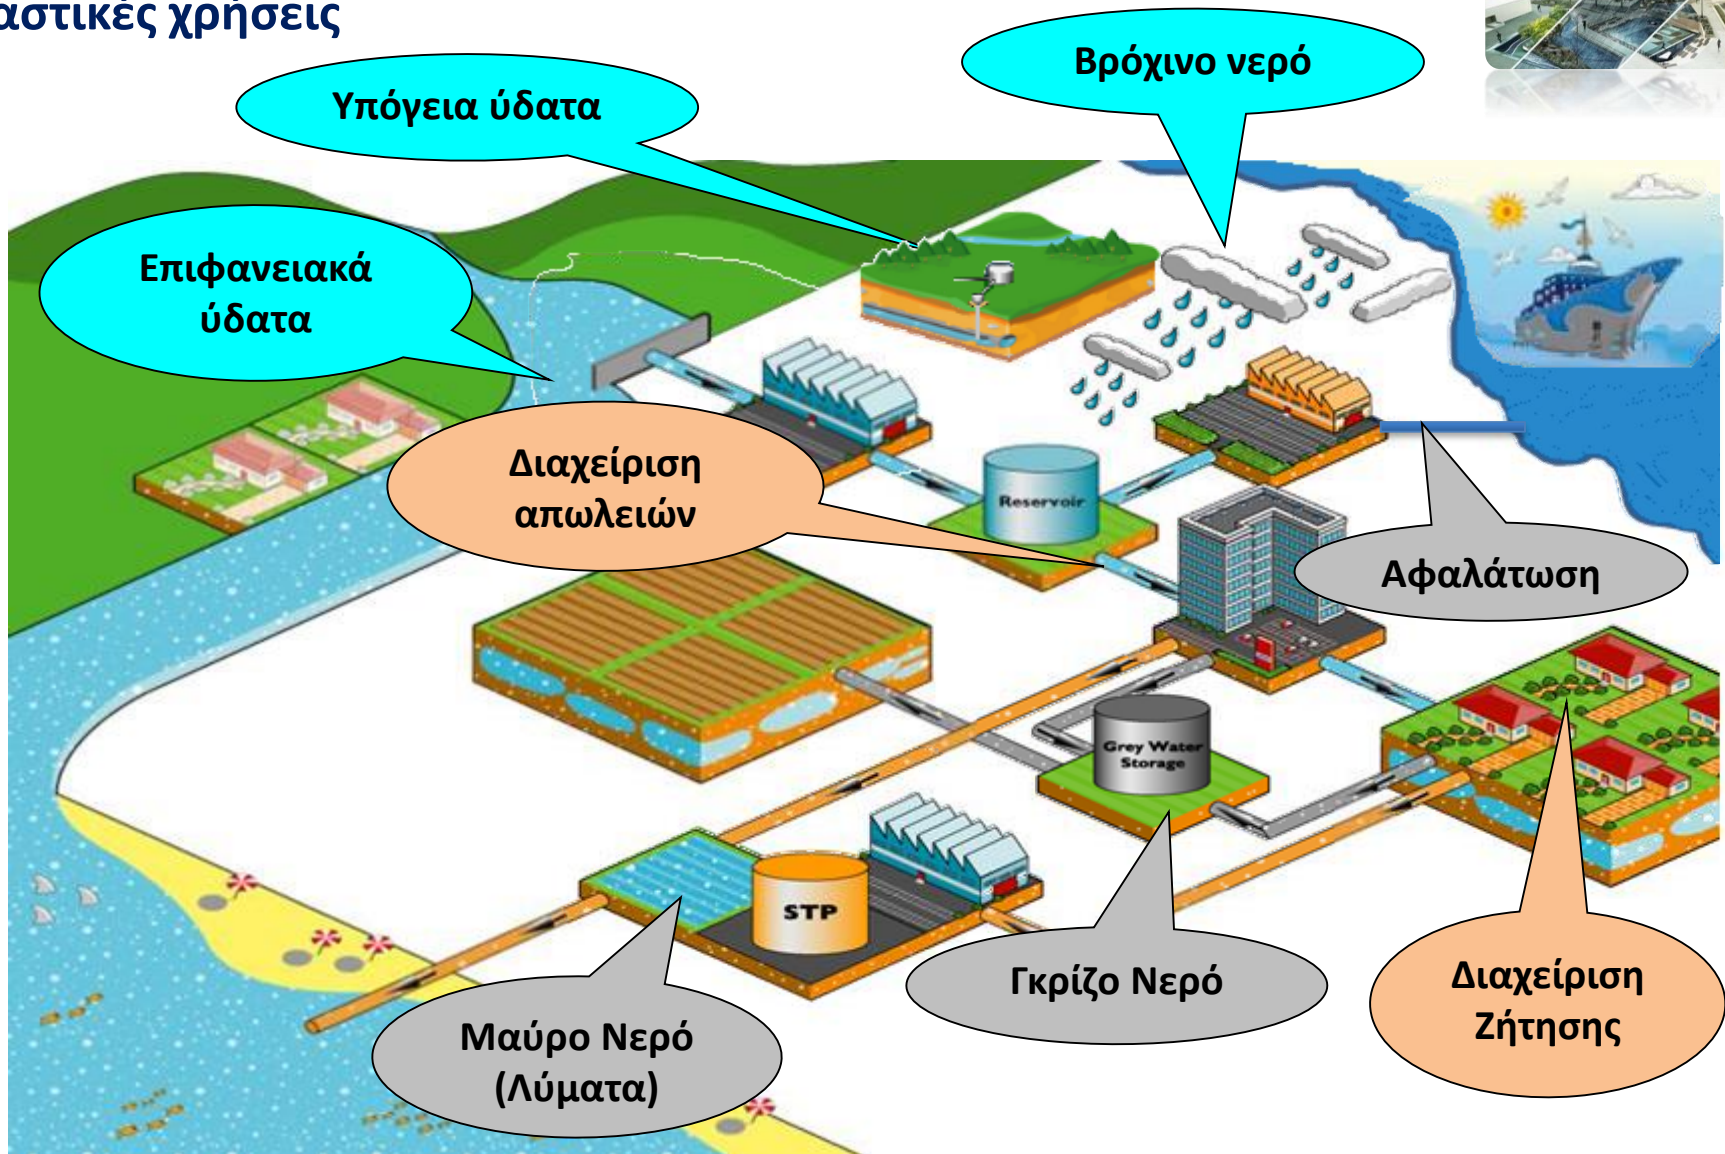 αστικές χρήσεις
Βρόχινο νερό
Υπόγεια ύδατα
Επιφανειακά
ύδατα
Διαχείριση
απωλειών
Reservoir
Αφαλάτωση
Grey Water
Storage
STP
Γκρίζο Νερό
Διαχείριση
Ζήτησης
Μαύρο Νερό
(Λύματα)